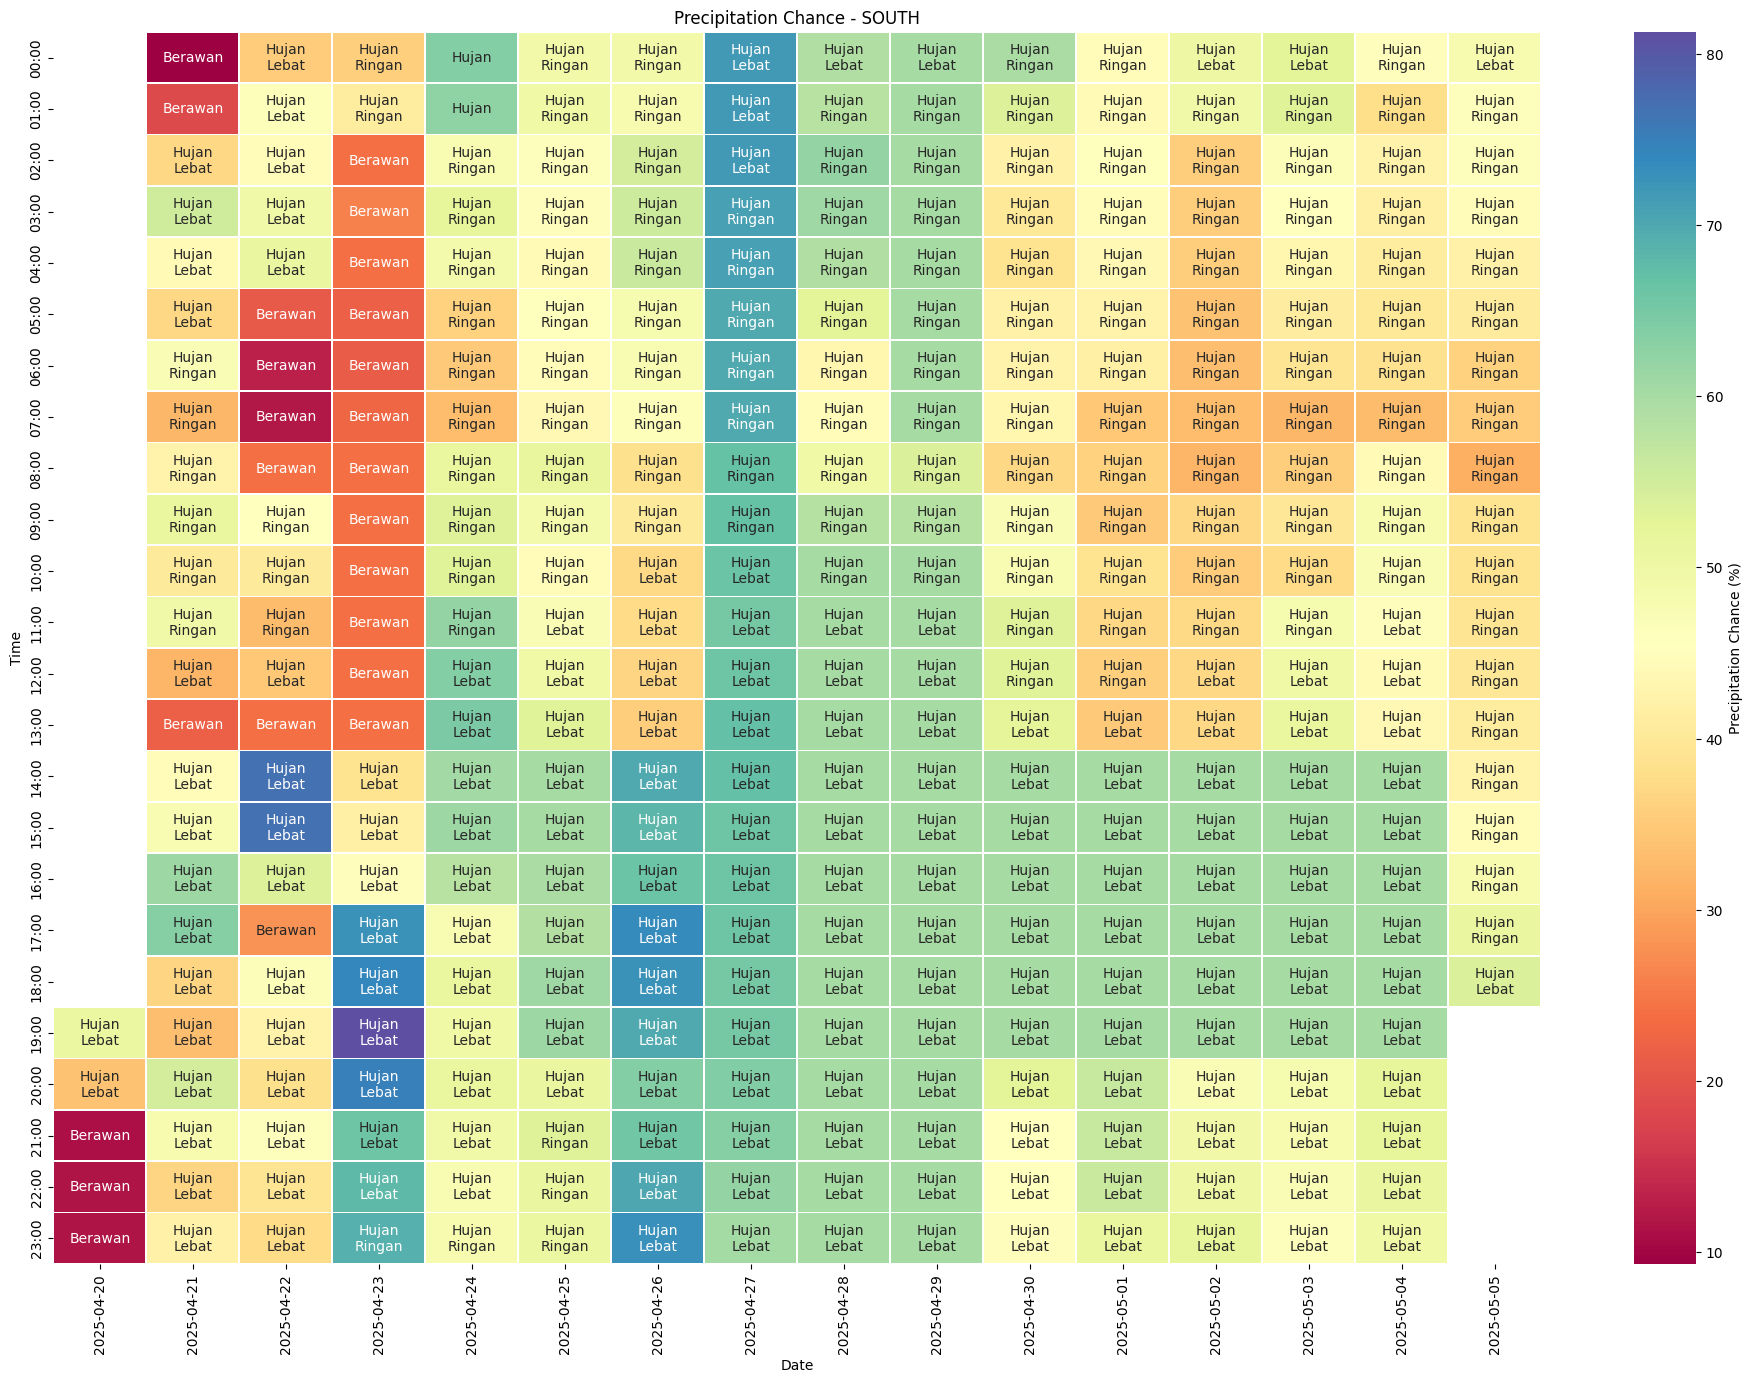 Precipitation Chance - SOUTH
00:00 Berawan Hujan Lebat Hujan Ringan Hujan Hujan Ringan Hujan Ringan Hujan Lebat Hujan Lebat Hujan Lebat Hujan Ringan Hujan Ringan Hujan Lebat Hujan Lebat Hujan Ringan Hujan Lebat
01:00 Berawan Hujan Lebat Hujan Ringan Hujan Hujan Ringan Hujan Ringan Hujan Lebat Hujan Ringan Hujan Ringan Hujan Ringan Hujan Ringan Hujan Ringan Hujan Ringan Hujan Ringan Hujan Ringan
02:00 Hujan Lebat Hujan Lebat Berawan Hujan Ringan Hujan Ringan Hujan Ringan Hujan Lebat Hujan Ringan Hujan Ringan Hujan Ringan Hujan Ringan Hujan Ringan Hujan Ringan Hujan Ringan Hujan Ringan
03:00 Hujan Lebat Hujan Lebat Berawan Hujan Ringan Hujan Ringan Hujan Ringan Hujan Ringan Hujan Ringan Hujan Ringan Hujan Ringan Hujan Ringan Hujan Ringan Hujan Ringan Hujan Ringan Hujan Ringan
04:00 Hujan Lebat Hujan Lebat Berawan Hujan Ringan Hujan Ringan Hujan Ringan Hujan Ringan Hujan Ringan Hujan Ringan Hujan Ringan Hujan Ringan Hujan Ringan Hujan Ringan Hujan Ringan Hujan Ringan
05:00 Hujan Lebat Berawan Berawan Hujan Ringan Hujan Ringan Hujan Ringan Hujan Ringan Hujan Ringan Hujan Ringan Hujan Ringan Hujan Ringan Hujan Ringan Hujan Ringan Hujan Ringan Hujan Ringan
06:00 Hujan Ringan Berawan Berawan Hujan Ringan Hujan Ringan Hujan Ringan Hujan Ringan Hujan Ringan Hujan Ringan Hujan Ringan Hujan Ringan Hujan Ringan Hujan Ringan Hujan Ringan Hujan Ringan
07:00 Hujan Ringan Berawan Berawan Hujan Ringan Hujan Ringan Hujan Ringan Hujan Ringan Hujan Ringan Hujan Ringan Hujan Ringan Hujan Ringan Hujan Ringan Hujan Ringan Hujan Ringan Hujan Ringan
08:00 Hujan Ringan Berawan Berawan Hujan Ringan Hujan Ringan Hujan Ringan Hujan Ringan Hujan Ringan Hujan Ringan Hujan Ringan Hujan Ringan Hujan Ringan Hujan Ringan Hujan Ringan Hujan Ringan
09:00 Hujan Ringan Hujan Ringan Berawan Hujan Ringan Hujan Ringan Hujan Ringan Hujan Ringan Hujan Ringan Hujan Ringan Hujan Ringan Hujan Ringan Hujan Ringan Hujan Ringan Hujan Ringan Hujan Ringan
10:00 Hujan Ringan Hujan Ringan Berawan Hujan Ringan Hujan Ringan Hujan Lebat Hujan Lebat Hujan Ringan Hujan Ringan Hujan Ringan Hujan Ringan Hujan Ringan Hujan Ringan Hujan Ringan Hujan Ringan
11:00 Hujan Ringan Hujan Ringan Berawan Hujan Ringan Hujan Lebat Hujan Lebat Hujan Lebat Hujan Lebat Hujan Lebat Hujan Ringan Hujan Ringan Hujan Ringan Hujan Ringan Hujan Lebat Hujan Ringan
12:00 Hujan Lebat Hujan Lebat Berawan Hujan Lebat Hujan Lebat Hujan Lebat Hujan Lebat Hujan Lebat Hujan Lebat Hujan Ringan Hujan Ringan Hujan Lebat Hujan Lebat Hujan Lebat Hujan Ringan
13:00 Berawan Berawan Berawan Hujan Lebat Hujan Lebat Hujan Lebat Hujan Lebat Hujan Lebat Hujan Lebat Hujan Lebat Hujan Lebat Hujan Lebat Hujan Lebat Hujan Lebat Hujan Ringan
14:00 Hujan Lebat Hujan Lebat Hujan Lebat Hujan Lebat Hujan Lebat Hujan Lebat Hujan Lebat Hujan Lebat Hujan Lebat Hujan Lebat Hujan Lebat Hujan Lebat Hujan Lebat Hujan Lebat Hujan Ringan
15:00 Hujan Lebat Hujan Lebat Hujan Lebat Hujan Lebat Hujan Lebat Hujan Lebat Hujan Lebat Hujan Lebat Hujan Lebat Hujan Lebat Hujan Lebat Hujan Lebat Hujan Lebat Hujan Lebat Hujan Ringan
16:00 Hujan Lebat Hujan Lebat Hujan Lebat Hujan Lebat Hujan Lebat Hujan Lebat Hujan Lebat Hujan Lebat Hujan Lebat Hujan Lebat Hujan Lebat Hujan Lebat Hujan Lebat Hujan Lebat Hujan Ringan
17:00 Hujan Lebat Berawan Hujan Lebat Hujan Lebat Hujan Lebat Hujan Lebat Hujan Lebat Hujan Lebat Hujan Lebat Hujan Lebat Hujan Lebat Hujan Lebat Hujan Lebat Hujan Lebat Hujan Ringan
18:00 Hujan Lebat Hujan Lebat Hujan Lebat Hujan Lebat Hujan Lebat Hujan Lebat Hujan Lebat Hujan Lebat Hujan Lebat Hujan Lebat Hujan Lebat Hujan Lebat Hujan Lebat Hujan Lebat Hujan Lebat
19:00 Hujan Lebat Hujan Lebat Hujan Lebat Hujan Lebat Hujan Lebat Hujan Lebat Hujan Lebat Hujan Lebat Hujan Lebat Hujan Lebat Hujan Lebat Hujan Lebat Hujan Lebat Hujan Lebat Hujan Lebat
20:00 Hujan Lebat Hujan Lebat Hujan Lebat Hujan Lebat Hujan Lebat Hujan Lebat Hujan Lebat Hujan Lebat Hujan Lebat Hujan Lebat Hujan Lebat Hujan Lebat Hujan Lebat Hujan Lebat Hujan Lebat
21:00 Berawan Hujan Lebat Hujan Lebat Hujan Lebat Hujan Lebat Hujan Ringan Hujan Lebat Hujan Lebat Hujan Lebat Hujan Lebat Hujan Lebat Hujan Lebat Hujan Lebat Hujan Lebat Hujan Lebat
22:00 Berawan Hujan Lebat Hujan Lebat Hujan Lebat Hujan Lebat Hujan Ringan Hujan Lebat Hujan Lebat Hujan Lebat Hujan Lebat Hujan Lebat Hujan Lebat Hujan Lebat Hujan Lebat Hujan Lebat
23:00 Berawan Hujan Lebat Hujan Lebat Hujan Ringan Hujan Ringan Hujan Ringan Hujan Lebat Hujan Lebat Hujan Lebat Hujan Lebat Hujan Lebat Hujan Lebat Hujan Lebat Hujan Lebat Hujan Lebat
Time
2025-04-20 2025-04-21 2025-04-22 2025-04-23 2025-04-24 2025-04-25 2025-04-26 2025-04-27 2025-04-28 2025-04-29 2025-04-30 2025-05-01 2025-05-02 2025-05-03 2025-05-04 2025-05-05
Date
80
70
60
50
40
30
20
10
Precipitation Chance (%)